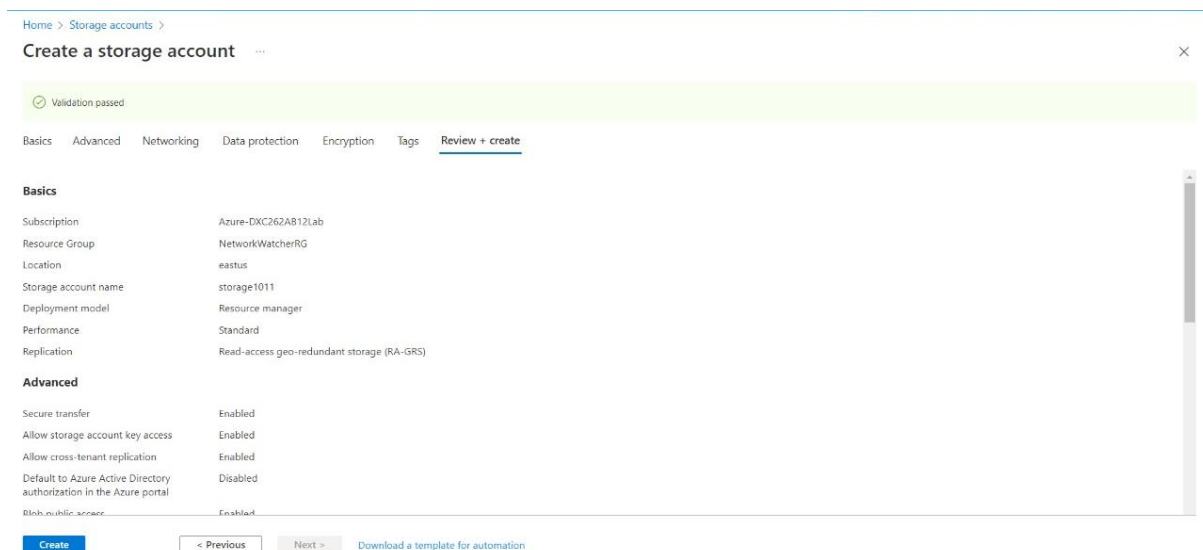 Home > Storage accounts >
Create a storage account ...
Validation passed
Basics Advanced Networking Data protection Encryption Tags Review + create
Basics
Subscription Azure-DXC262AB12Lab
Resource Group NetworkWatcherRG
Location eastus
Storage account name storage1011
Deployment model Resource manager
Performance Standard
Replication Read-access geo-redundant storage (RA-GRS)
Advanced
Secure transfer Enabled
Allow storage account key access Enabled
Allow cross-tenant replication Enabled
Default to Azure Active Directory Disabled
authorization in the Azure portal
Blob public access Enabled
Create < Previous Next > Download a template for automation